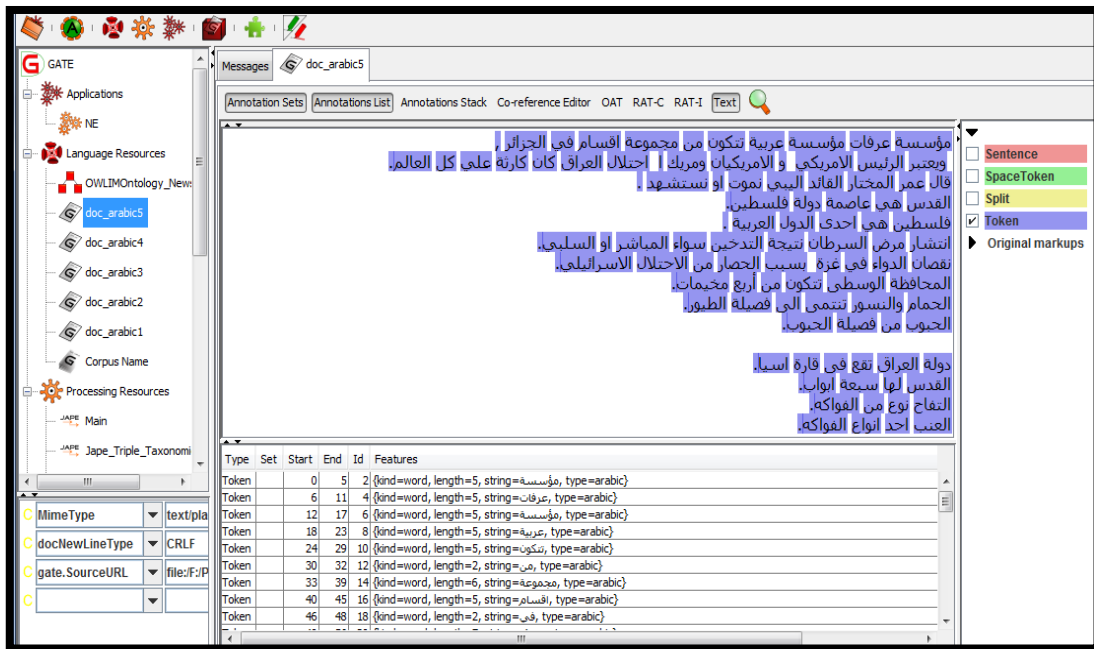 GATE
Applications
NE
Language Resources
OWLIMOntology_News
doc_arabic5
doc_arabic4
doc_arabic3
doc_arabic2
doc_arabic1
Corpus Name
Processing Resources
JAPE Main
JAPE Jape_Triple_Taxonomi
C MimeType text/pla
C docNewLineType CRLF
C gate.SourceURL file:/F:/P
C
Messages doc_arabic5
Annotation Sets Annotations List Annotations Stack Co-reference Editor OAT RAT-C RAT-I Text
مؤسسة عرفات مؤسسة عربية تتكون من مجموعة اقسام في الجزائر ,
ويعتبر الرئيس الامريكي و الامريكيان ومريك ا احتلال العراق كان كارثة علي كل العالم.
قال عمر المختار القائد الليبي نموت او نستشهد .
القدس هي عاصمة دولة فلسطين.
فلسطين هي احدى الدول العربية .
انتشار مرض السرطان نتيجة التدخين سواء المباشر او السلبي.
نقصان الدواء في غزة بسبب الحصار من الاحتلال الاسرائيلي.
المحافظة الوسطى تتكون من أربع مخيمات.
الحمام والنسور تنتمى الى فصيلة الطيور.
الحبوب من فصيلة الحبوب.
دولة العراق تقع في قارة اسيا.
القدس لها سبعة ابواب.
التفاح نوع من الفواكه.
العنب احد انواع الفواكه.
Type Set Start End Id Features
Token 0 5 2 {kind=word, length=5, string=مؤسسة, type=arabic}
Token 6 11 4 {kind=word, length=5, string=عرفات, type=arabic}
Token 12 17 6 {kind=word, length=5, string=مؤسسة, type=arabic}
Token 18 23 8 {kind=word, length=5, string=عربية, type=arabic}
Token 24 29 10 {kind=word, length=5, string=تتكون, type=arabic}
Token 30 32 12 {kind=word, length=2, string=من, type=arabic}
Token 33 39 14 {kind=word, length=6, string=مجموعة, type=arabic}
Token 40 45 16 {kind=word, length=5, string=اقسام, type=arabic}
Token 46 48 18 {kind=word, length=2, string=في, type=arabic}
Sentence
SpaceToken
Split
Token
Original markups